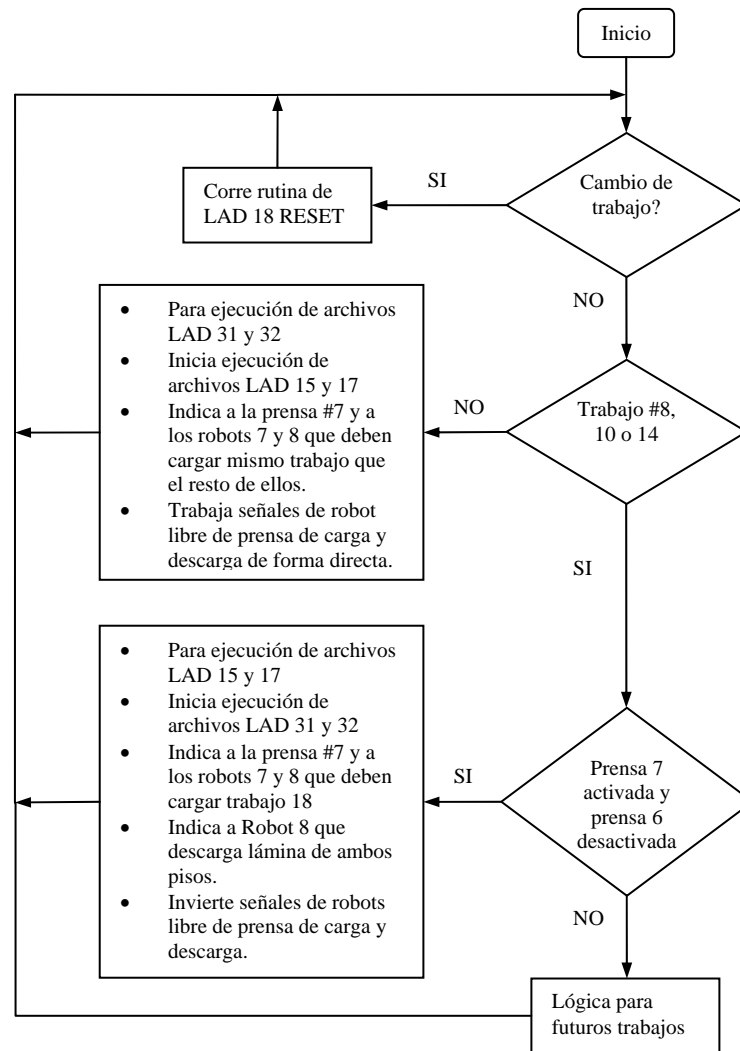 Inicio
Cambio de
trabajo?
SI
Corre rutina de
LAD 18 RESET
NO
• Para ejecución de archivos
LAD 31 y 32
• Inicia ejecución de
archivos LAD 15 y 17
• Indica a la prensa #7 y a
los robots 7 y 8 que deben
cargar mismo trabajo que
el resto de ellos.
• Trabaja señales de robot
libre de prensa de carga y
descarga de forma directa.
NO
Trabajo #8,
10 o 14
SI
• Para ejecución de archivos
LAD 15 y 17
• Inicia ejecución de
archivos LAD 31 y 32
• Indica a la prensa #7 y a
los robots 7 y 8 que deben
cargar trabajo 18
• Indica a Robot 8 que
descarga lámina de ambos
pisos.
• Invierte señales de robots
libre de prensa de carga y
descarga.
SI
Prensa 7
activada y
prensa 6
desactivada
NO
Lógica para
futuros trabajos